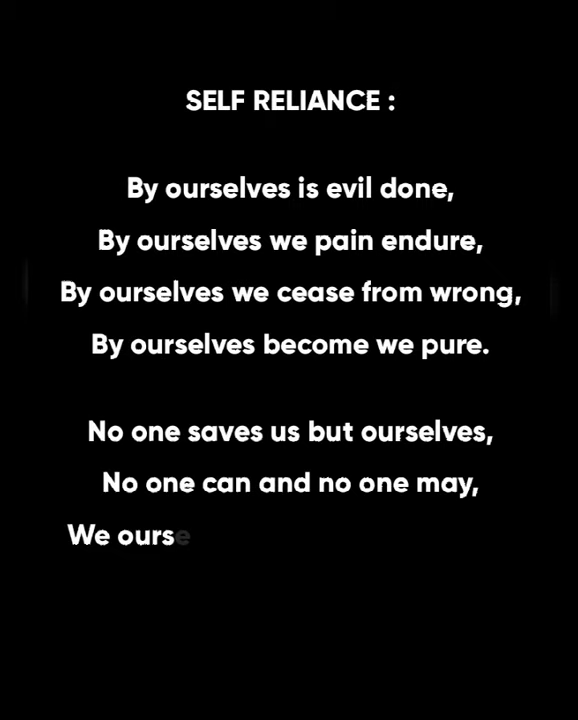 SELF RELIANCE :
By ourselves is evil done,
By ourselves we pain endure,
By ourselves we cease from wrong,
By ourselves become we pure.
No one saves us but ourselves,
No one can and no one may,
We ourse